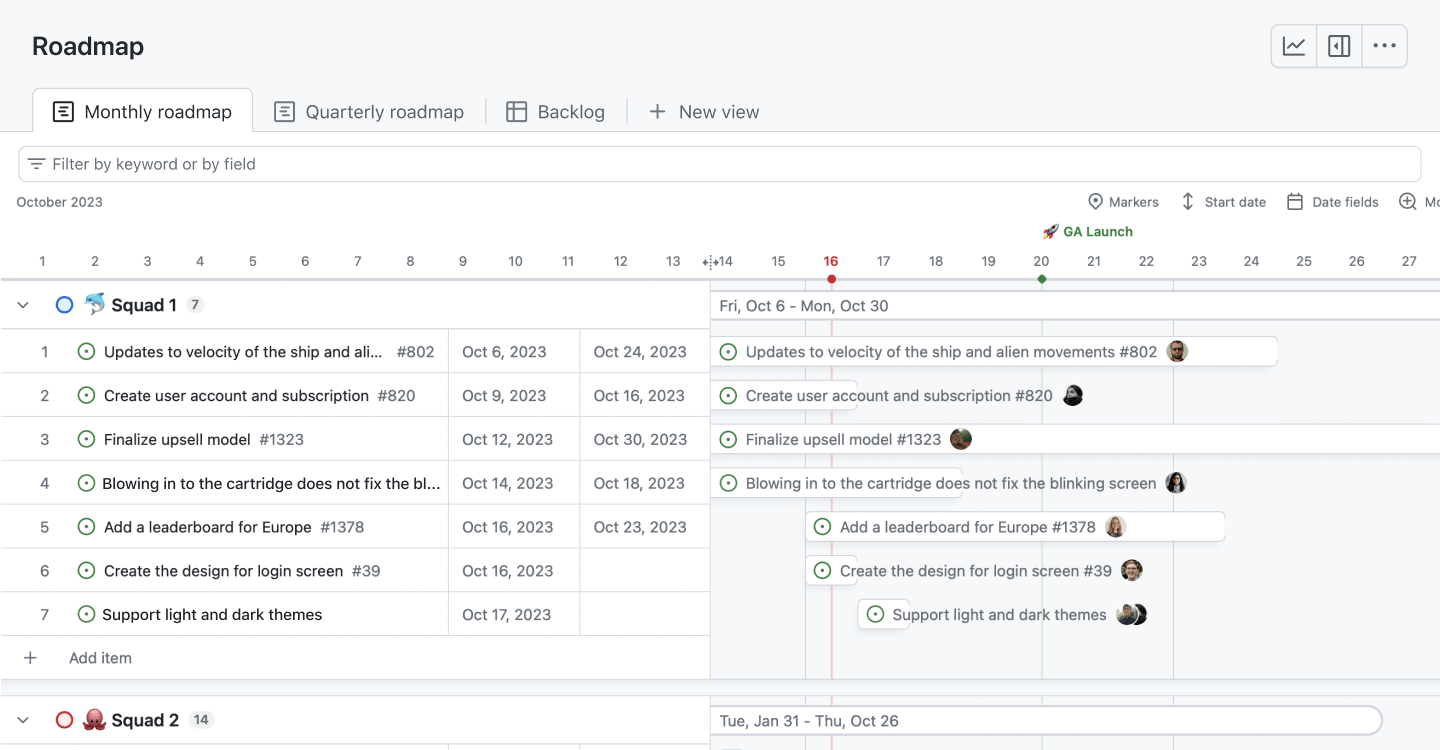 Roadmap
Monthly roadmap Quarterly roadmap Backlog New view
Filter by keyword or by field
October 2023 Markers Start date Date fields Mo
🚀 GA Launch
1 2 3 4 5 6 7 8 9 10 11 12 13 14 15 16 17 18 19 20 21 22 23 24 25 26 27
🐬 Squad 1 7 Fri, Oct 6 - Mon, Oct 30
1 Updates to velocity of the ship and ali... #802 Oct 6, 2023 Oct 24, 2023 Updates to velocity of the ship and alien movements #802
2 Create user account and subscription #820 Oct 9, 2023 Oct 16, 2023 Create user account and subscription #820
3 Finalize upsell model #1323 Oct 12, 2023 Oct 30, 2023 Finalize upsell model #1323
4 Blowing in to the cartridge does not fix the bl... Oct 14, 2023 Oct 18, 2023 Blowing in to the cartridge does not fix the blinking screen
5 Add a leaderboard for Europe #1378 Oct 16, 2023 Oct 23, 2023 Add a leaderboard for Europe #1378
6 Create the design for login screen #39 Oct 16, 2023 Create the design for login screen #39
7 Support light and dark themes Oct 17, 2023 Support light and dark themes
Add item
🐙 Squad 2 14 Tue, Jan 31 - Thu, Oct 26